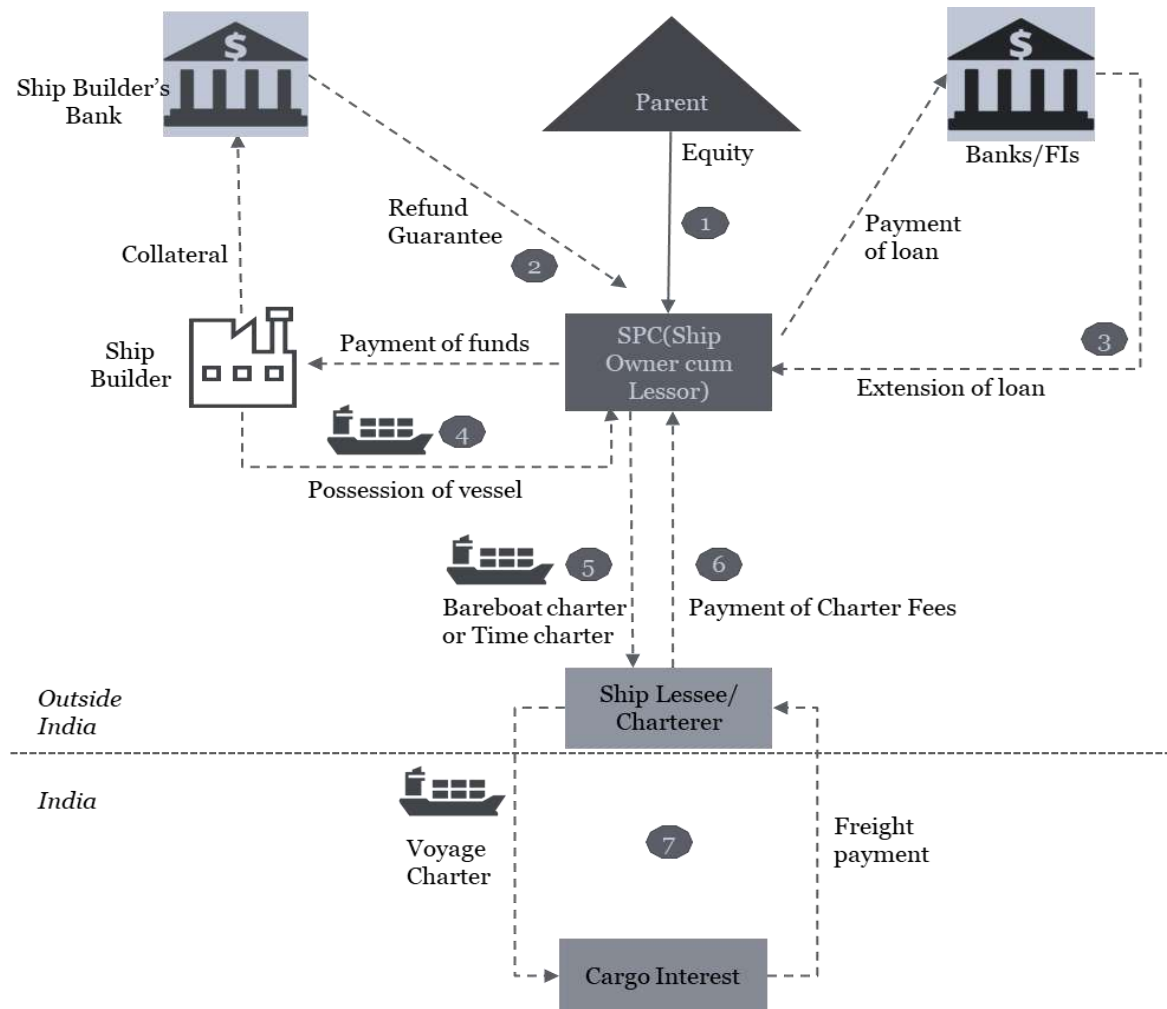 $
$
Ship Builder's
Bank
Parent
Banks/FIs
Equity
Refund
Guarantee
1
Payment
of loan
2
Collateral
Ship
Builder
Payment of funds
SPC(Ship
Owner cum
Lessor)
3
Extension of loan
4
Possession of vessel
5
6
Bareboat charter
or Time charter
Payment of Charter Fees
Outside
India
Ship Lessee/
Charterer
India
Voyage
Charter
7
Freight
payment
Cargo Interest